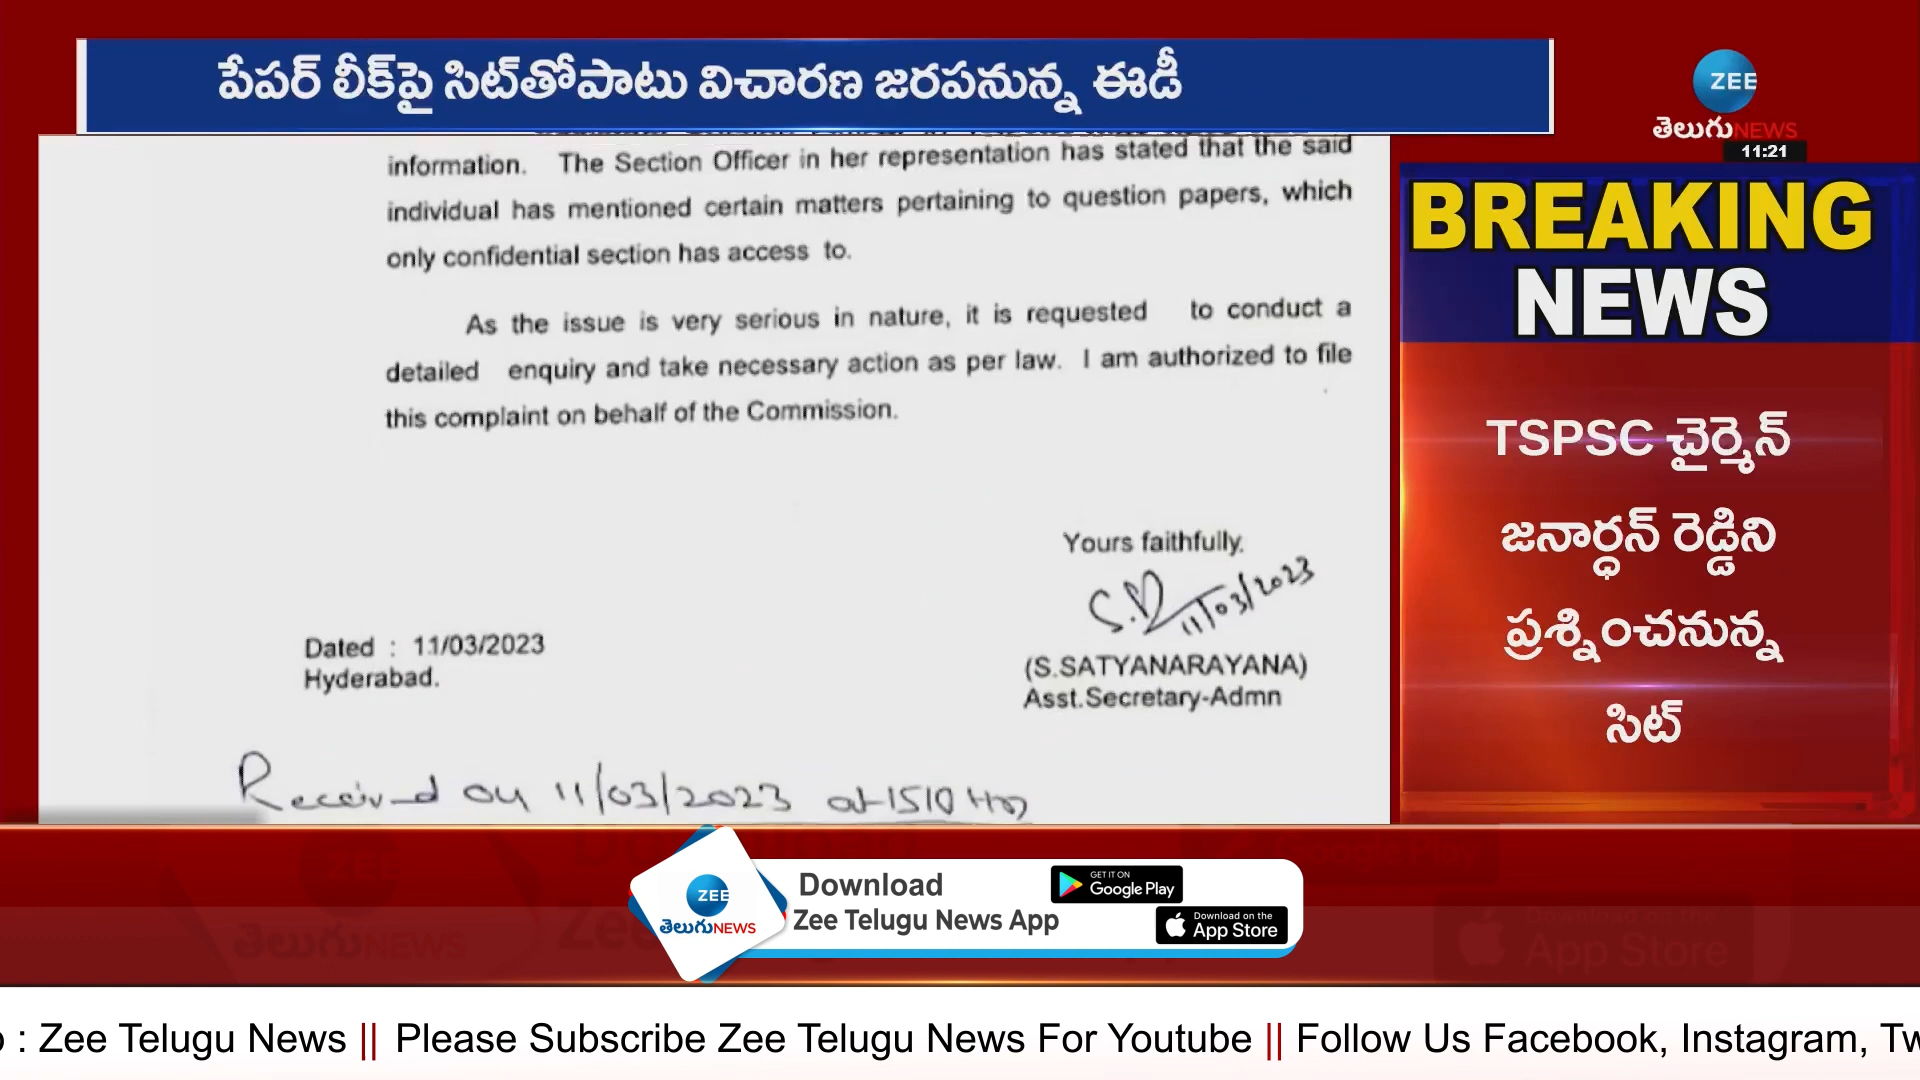 పేపర్ లీక్‌పై సిట్‌తోపాటు విచారణ జరపనున్న ఈడీ
ZEE
తెలుగుNEWS
11:21
information. The Section Officer in her representation has stated that the said
individual has mentioned certain matters pertaining to question papers, which
only confidential section has access to.
As the issue is very serious in nature, it is requested to conduct a
detailed enquiry and take necessary action as per law. I am authorized to file
this complaint on behalf of the Commission.
Yours faithfully,
11/03/2023
(S.SATYANARAYANA)
Asst.Secretary-Admn
Dated : 11/03/2023
Hyderabad.
Received on 11/03/2023 at 1510 Hrs
BREAKING
NEWS
TSPSC చైర్మెన్
జనార్ధన్ రెడ్డిని
ప్రశ్నించనున్న
సిట్
ZEE
తెలుగుNEWS
Download
Zee Telugu News App
GET IT ON
Google Play
Download on the
App Store
: Zee Telugu News || Please Subscribe Zee Telugu News For Youtube || Follow Us Facebook, Instagram, Tw